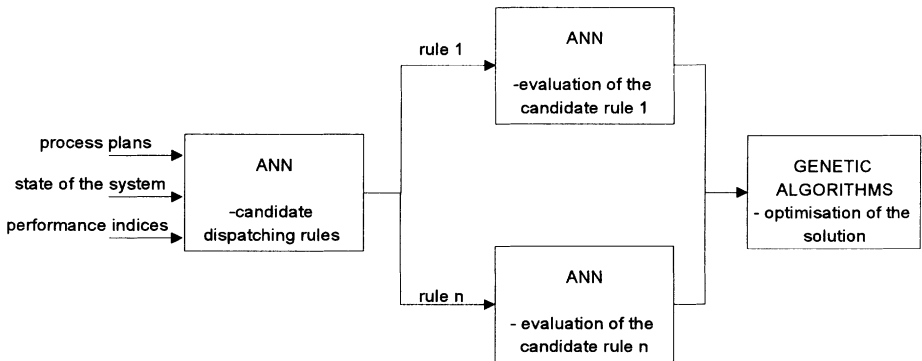 process plans
state of the system
performance indices
ANN
-candidate
dispatching rules
rule 1
ANN
-evaluation of the
candidate rule 1
rule n
ANN
- evaluation of the
candidate rule n
GENETIC
ALGORITHMS
- optimisation of the
solution